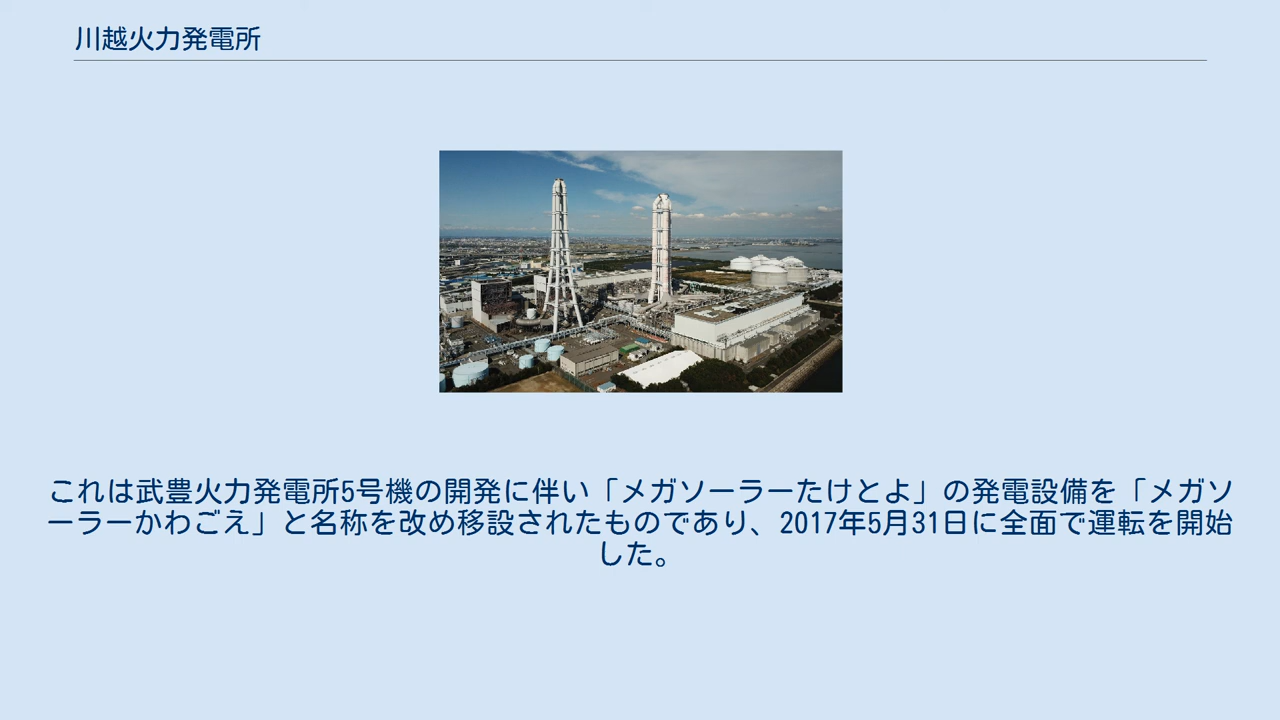 川越火力発電所
これは武豊火力発電所5号機の開発に伴い「メガソーラーたけとよ」の発電設備を「メガソ
ーラーかわごえ」と名称を改め移設されたものであり、2017年5月31日に全面で運転を開始
した。